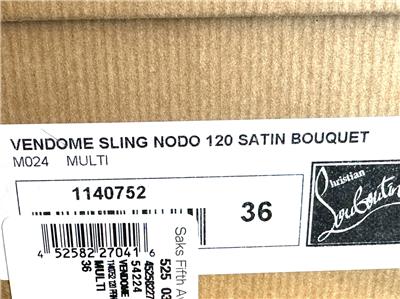 VENDOME SLING NODO 120 SATIN BOUQUET
M024 MULTI
1140752
36
Christian
Louboutin
Saks Fifth A
525 03
4 52582 27041 6
54224
VENDOME
MULTI
36